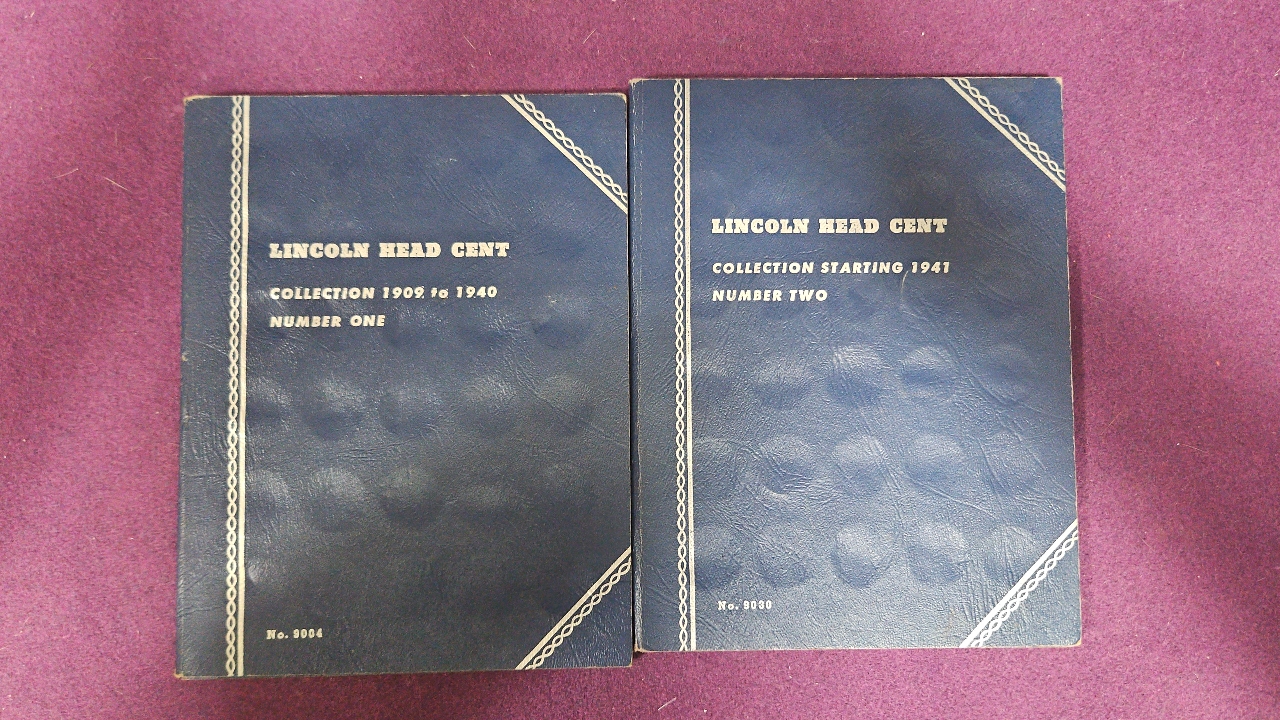 LINCOLN HEAD CENT
COLLECTION 1909 to 1940
NUMBER ONE
No. 9004
LINCOLN HEAD CENT
COLLECTION STARTING 1941
NUMBER TWO
No. 9030